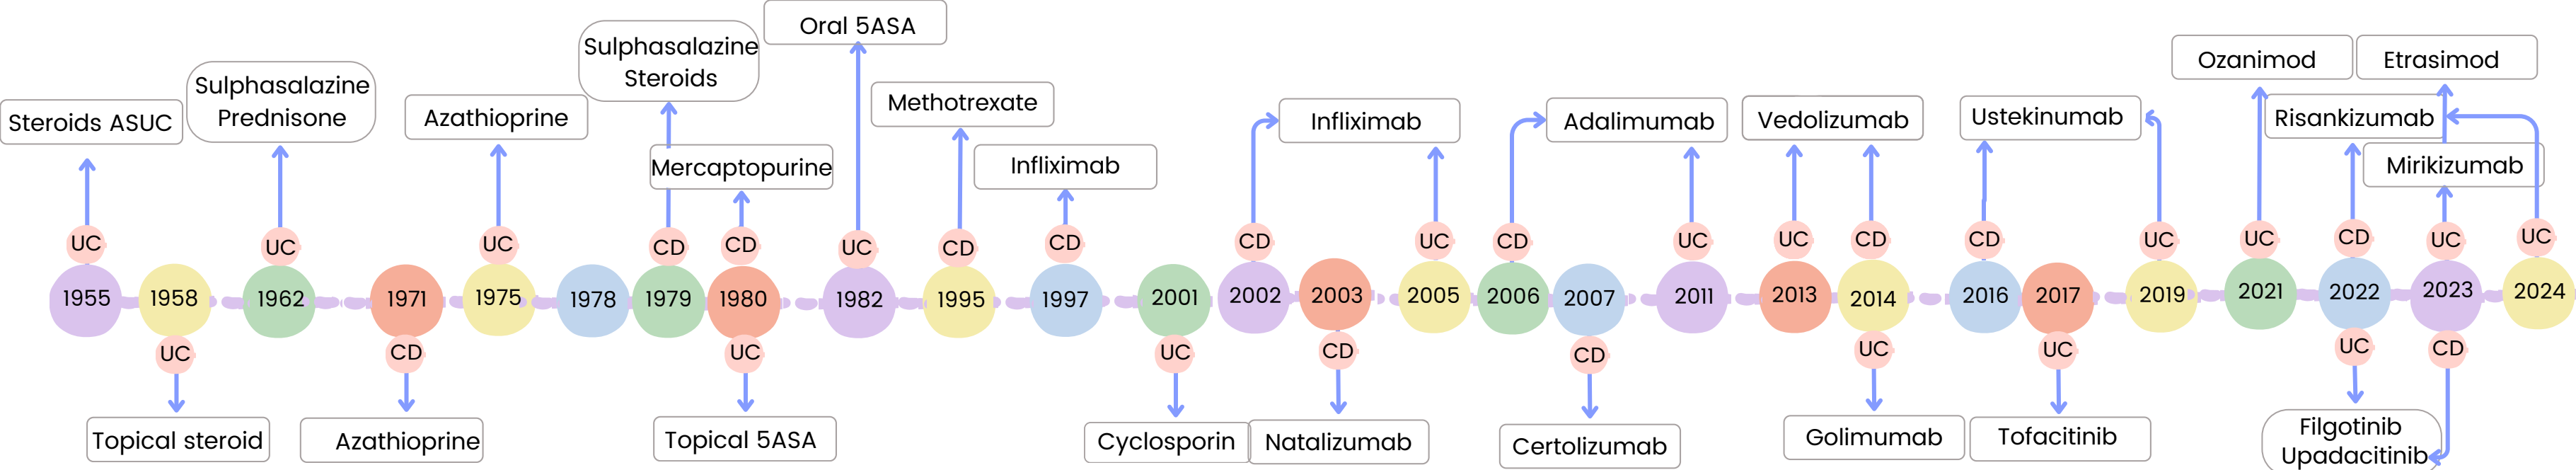 Oral 5ASA
Sulphasalazine
Steroids
Ozanimod
Etrasimod
Sulphasalazine
Prednisone
Methotrexate
Steroids ASUC
Azathioprine
Infliximab
Adalimumab
Vedolizumab
Ustekinumab
Risankizumab
Mercaptopurine
Infliximab
Mirikizumab
UC
UC
UC
CD
CD
UC
CD
CD
CD
UC
CD
UC
UC
CD
CD
UC
UC
CD
UC
UC
1955
1958
1962
1971
1975
1978
1979
1980
1982
1995
1997
2001
2002
2003
2005
2006
2007
2011
2013
2014
2016
2017
2019
2021
2022
2023
2024
UC
CD
UC
UC
CD
CD
UC
UC
UC
CD
Topical steroid
Azathioprine
Topical 5ASA
Cyclosporin
Natalizumab
Certolizumab
Golimumab
Tofacitinib
Filgotinib
Upadacitinib